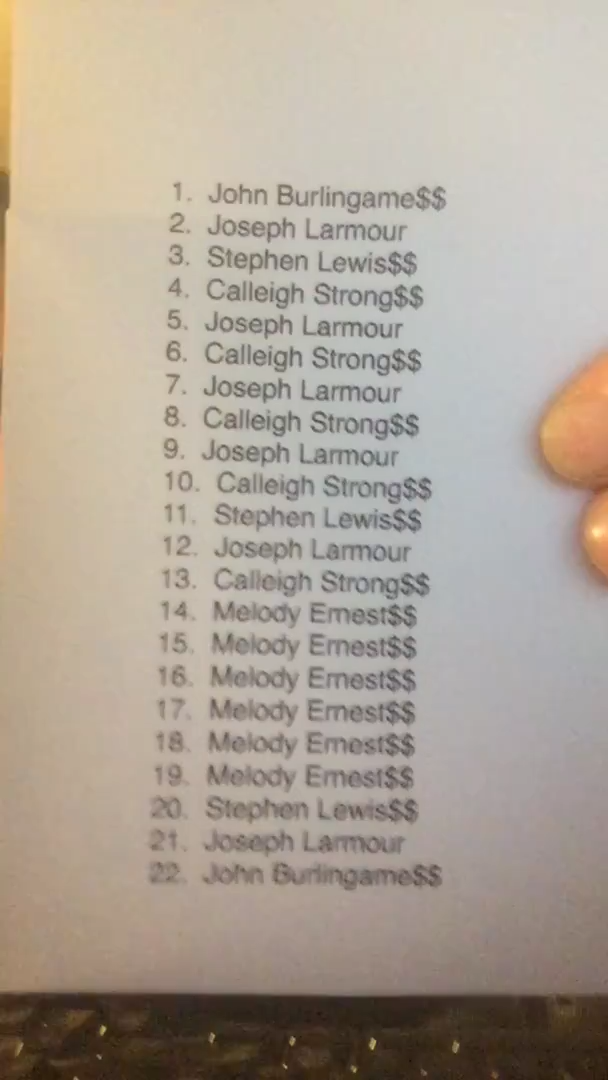 1. John Burlingame$$
2. Joseph Larmour
3. Stephen Lewis$$
4. Calleigh Strong$$
5. Joseph Larmour
6. Calleigh Strong$$
7. Joseph Larmour
8. Calleigh Strong$$
9. Joseph Larmour
10. Calleigh Strong$$
11. Stephen Lewis$$
12. Joseph Larmour
13. Calleigh Strong$$
14. Melody Ernest$$
15. Melody Ernest$$
16. Melody Ernest$$
17. Melody Ernest$$
18. Melody Ernest$$
19. Melody Ernest$$
20. Stephen Lewis$$
21. Joseph Larmour
22. John Burlingame$$